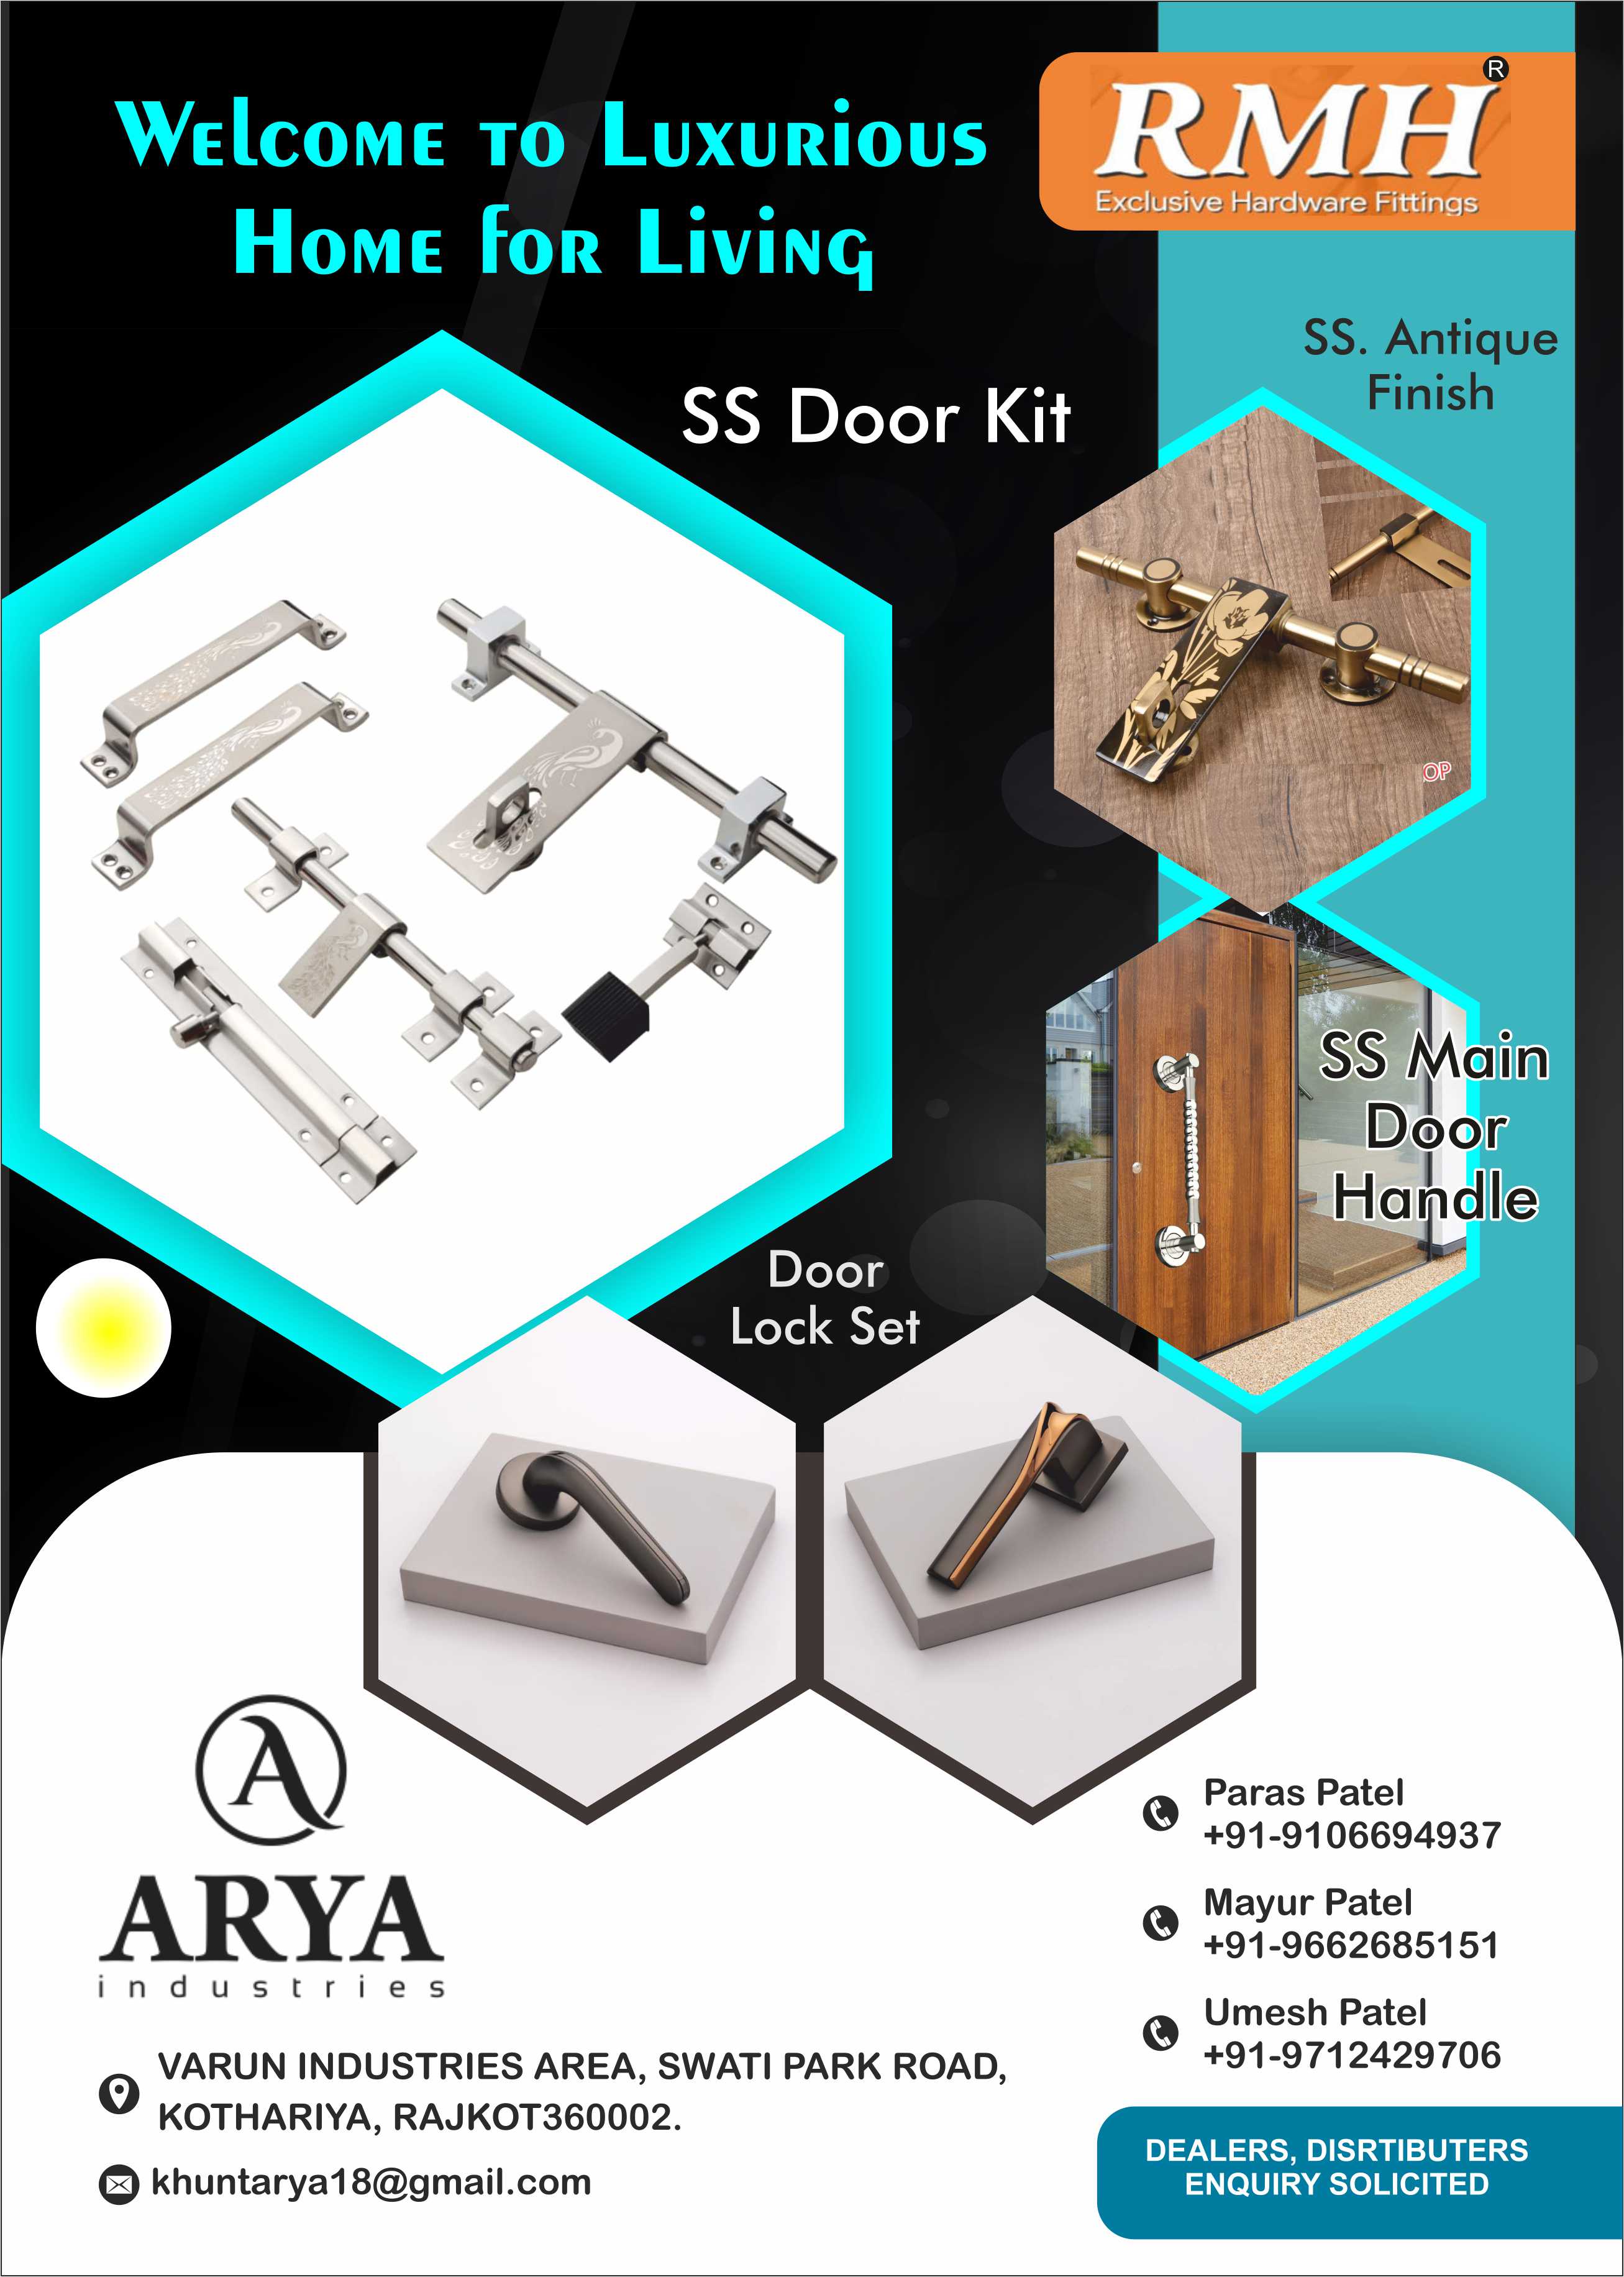 Welcome to Luxurious
Home for Living
RMH
®
Exclusive Hardware Fittings
SS Door Kit
SS. Antique
Finish
OP
SS Main
Door
Handle
Door
Lock Set
A
ARYA
industries
VARUN INDUSTRIES AREA, SWATI PARK ROAD,
KOTHARIYA, RAJKOT360002.
khuntarya18@gmail.com
Paras Patel
+91-9106694937
Mayur Patel
+91-9662685151
Umesh Patel
+91-9712429706
DEALERS, DISRTIBUTERS
ENQUIRY SOLICITED